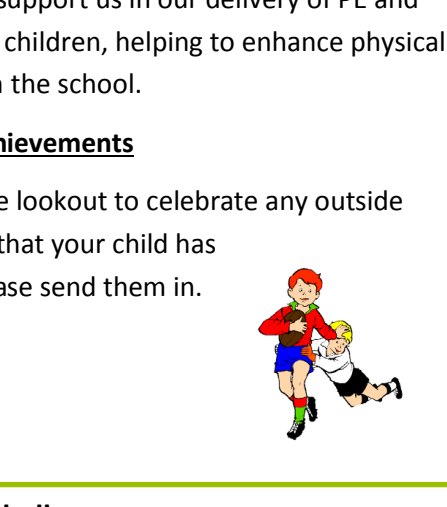 support us in our delivery of PE and
children, helping to enhance physical
the school.
hievements
lookout to celebrate any outside
that your child has
send them in.